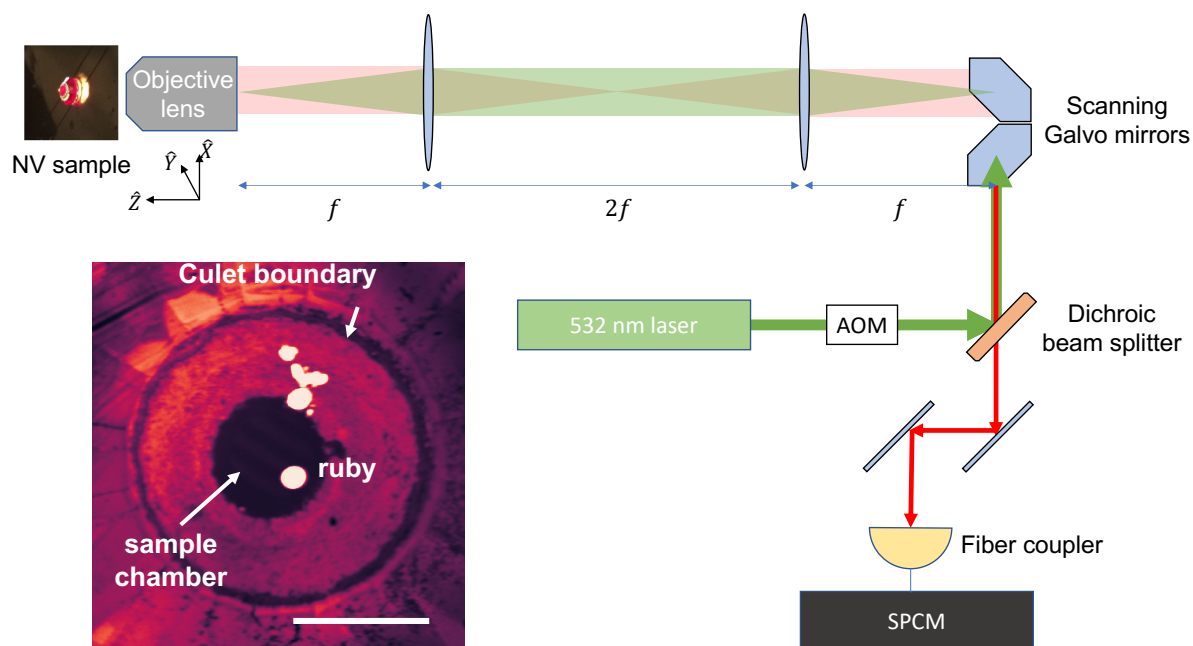 Objective
lens
NV sample
X̂
Ŷ
Ẑ
f
2f
f
Scanning
Galvo mirrors
Culet boundary
532 nm laser
AOM
Dichroic
beam splitter
ruby
sample
chamber
Fiber coupler
SPCM